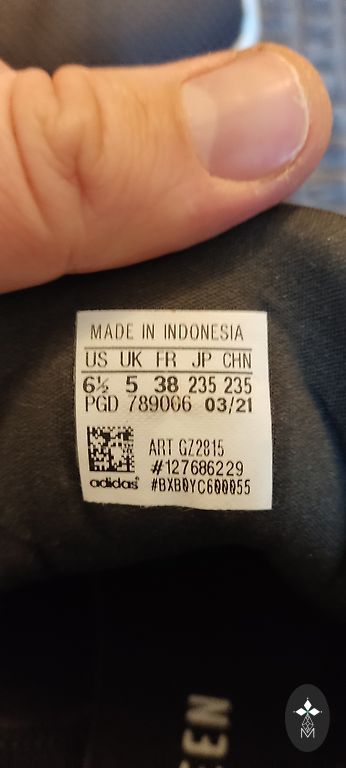 MADE IN INDONESIA
US UK FR JP CHN
6½ 5 38 235 235
PGD 789006 03/21
ART GZ2815
#127686229
adidas #BXB0YC600055
M